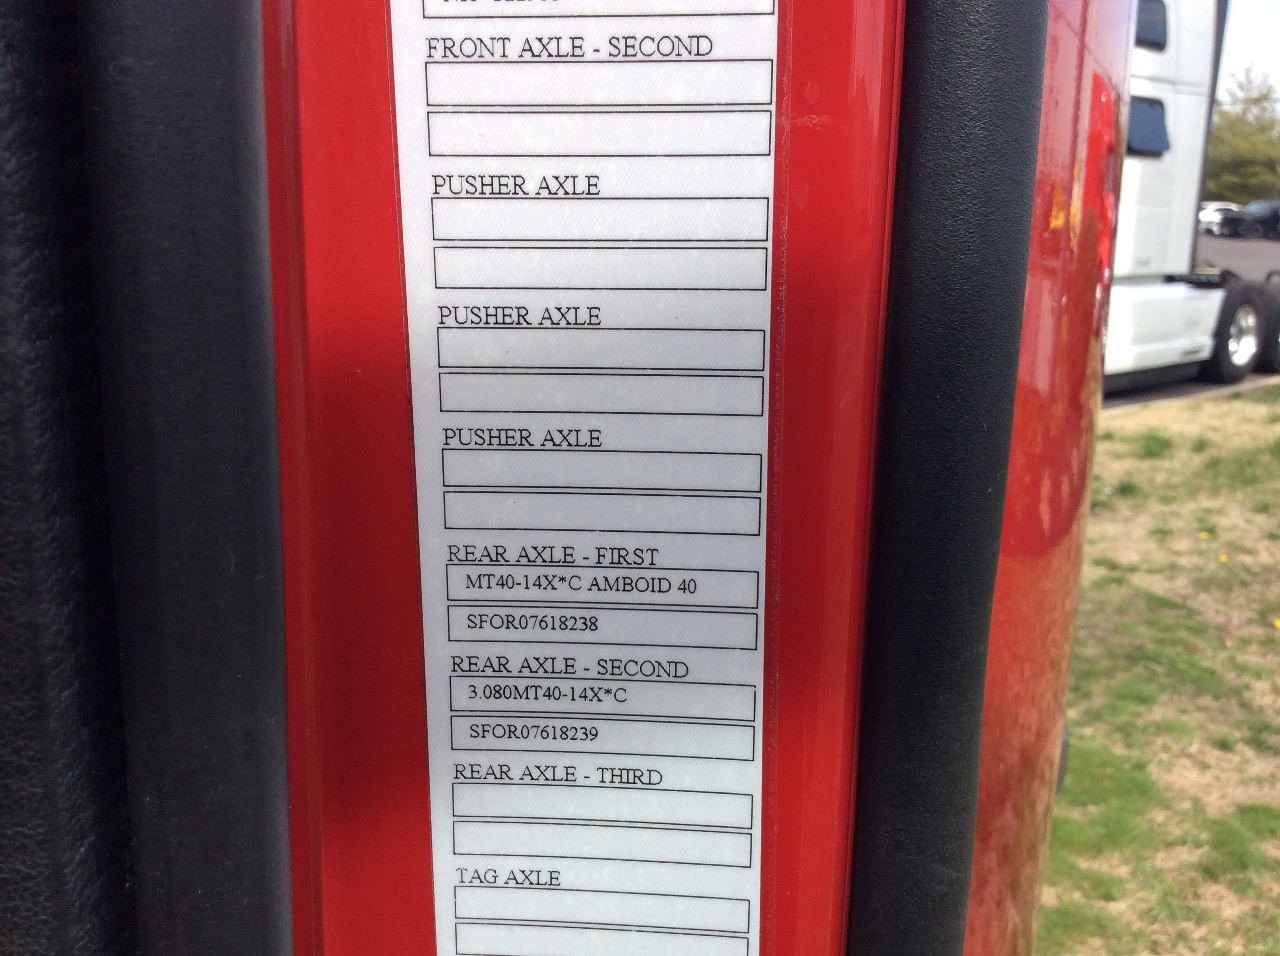 FRONT AXLE - SECOND
PUSHER AXLE
PUSHER AXLE
PUSHER AXLE
REAR AXLE - FIRST
MT40-14X*C AMBOID 40
SFOR07618238
REAR AXLE - SECOND
3.080MT40-14X*C
SFOR07618239
REAR AXLE - THIRD
TAG AXLE